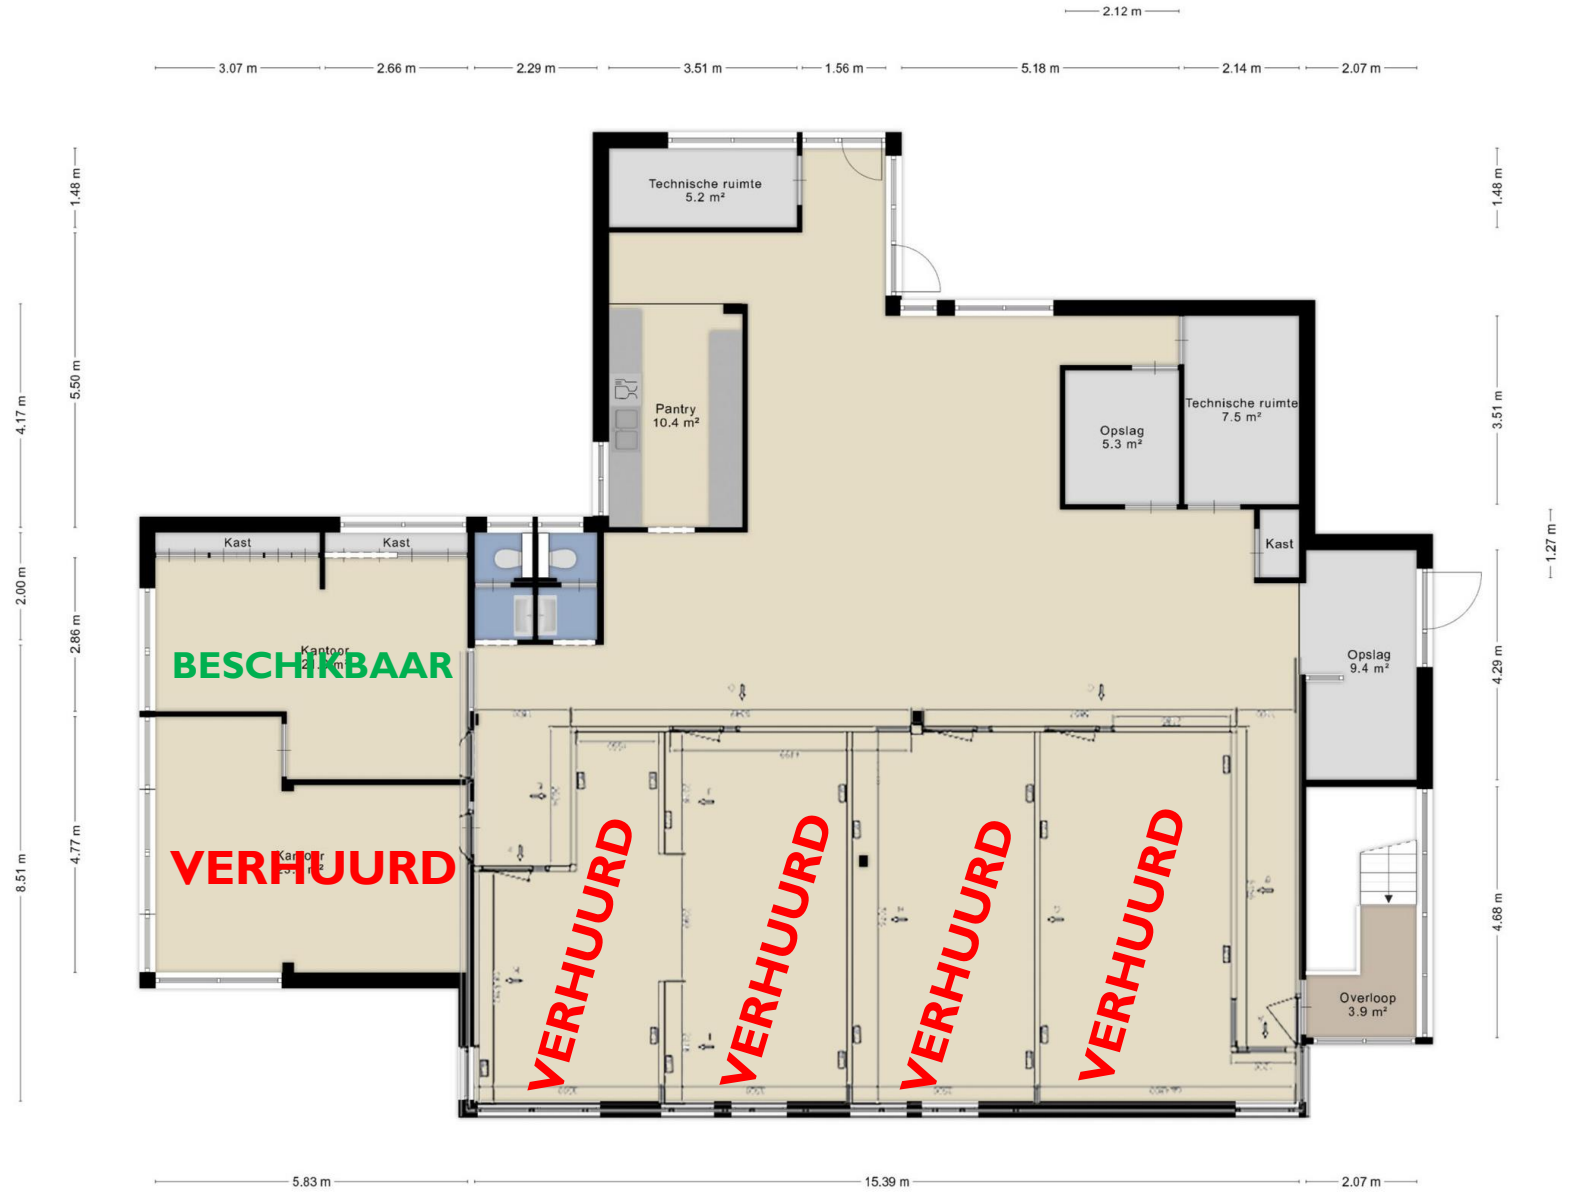 2.12 m
3.07 m
2.66 m
2.29 m
3.51 m
1.56 m
5.18 m
2.14 m
2.07 m
1.48 m
5.50 m
4.17 m
2.00 m
2.86 m
4.77 m
8.51 m
Technische ruimte
5.2 m²
Pantry
10.4 m²
Opslag
5.3 m²
Technische ruimte
7.5 m²
Kast
Kast
Kast
Kantoor
BESCHIKBAAR
VERHUURD
VERHUURD
VERHUURD
VERHUURD
VERHUURD
Opslag
9.4 m²
Overloop
3.9 m²
1.48 m
3.51 m
1.27 m
4.29 m
4.68 m
5.83 m
15.39 m
2.07 m